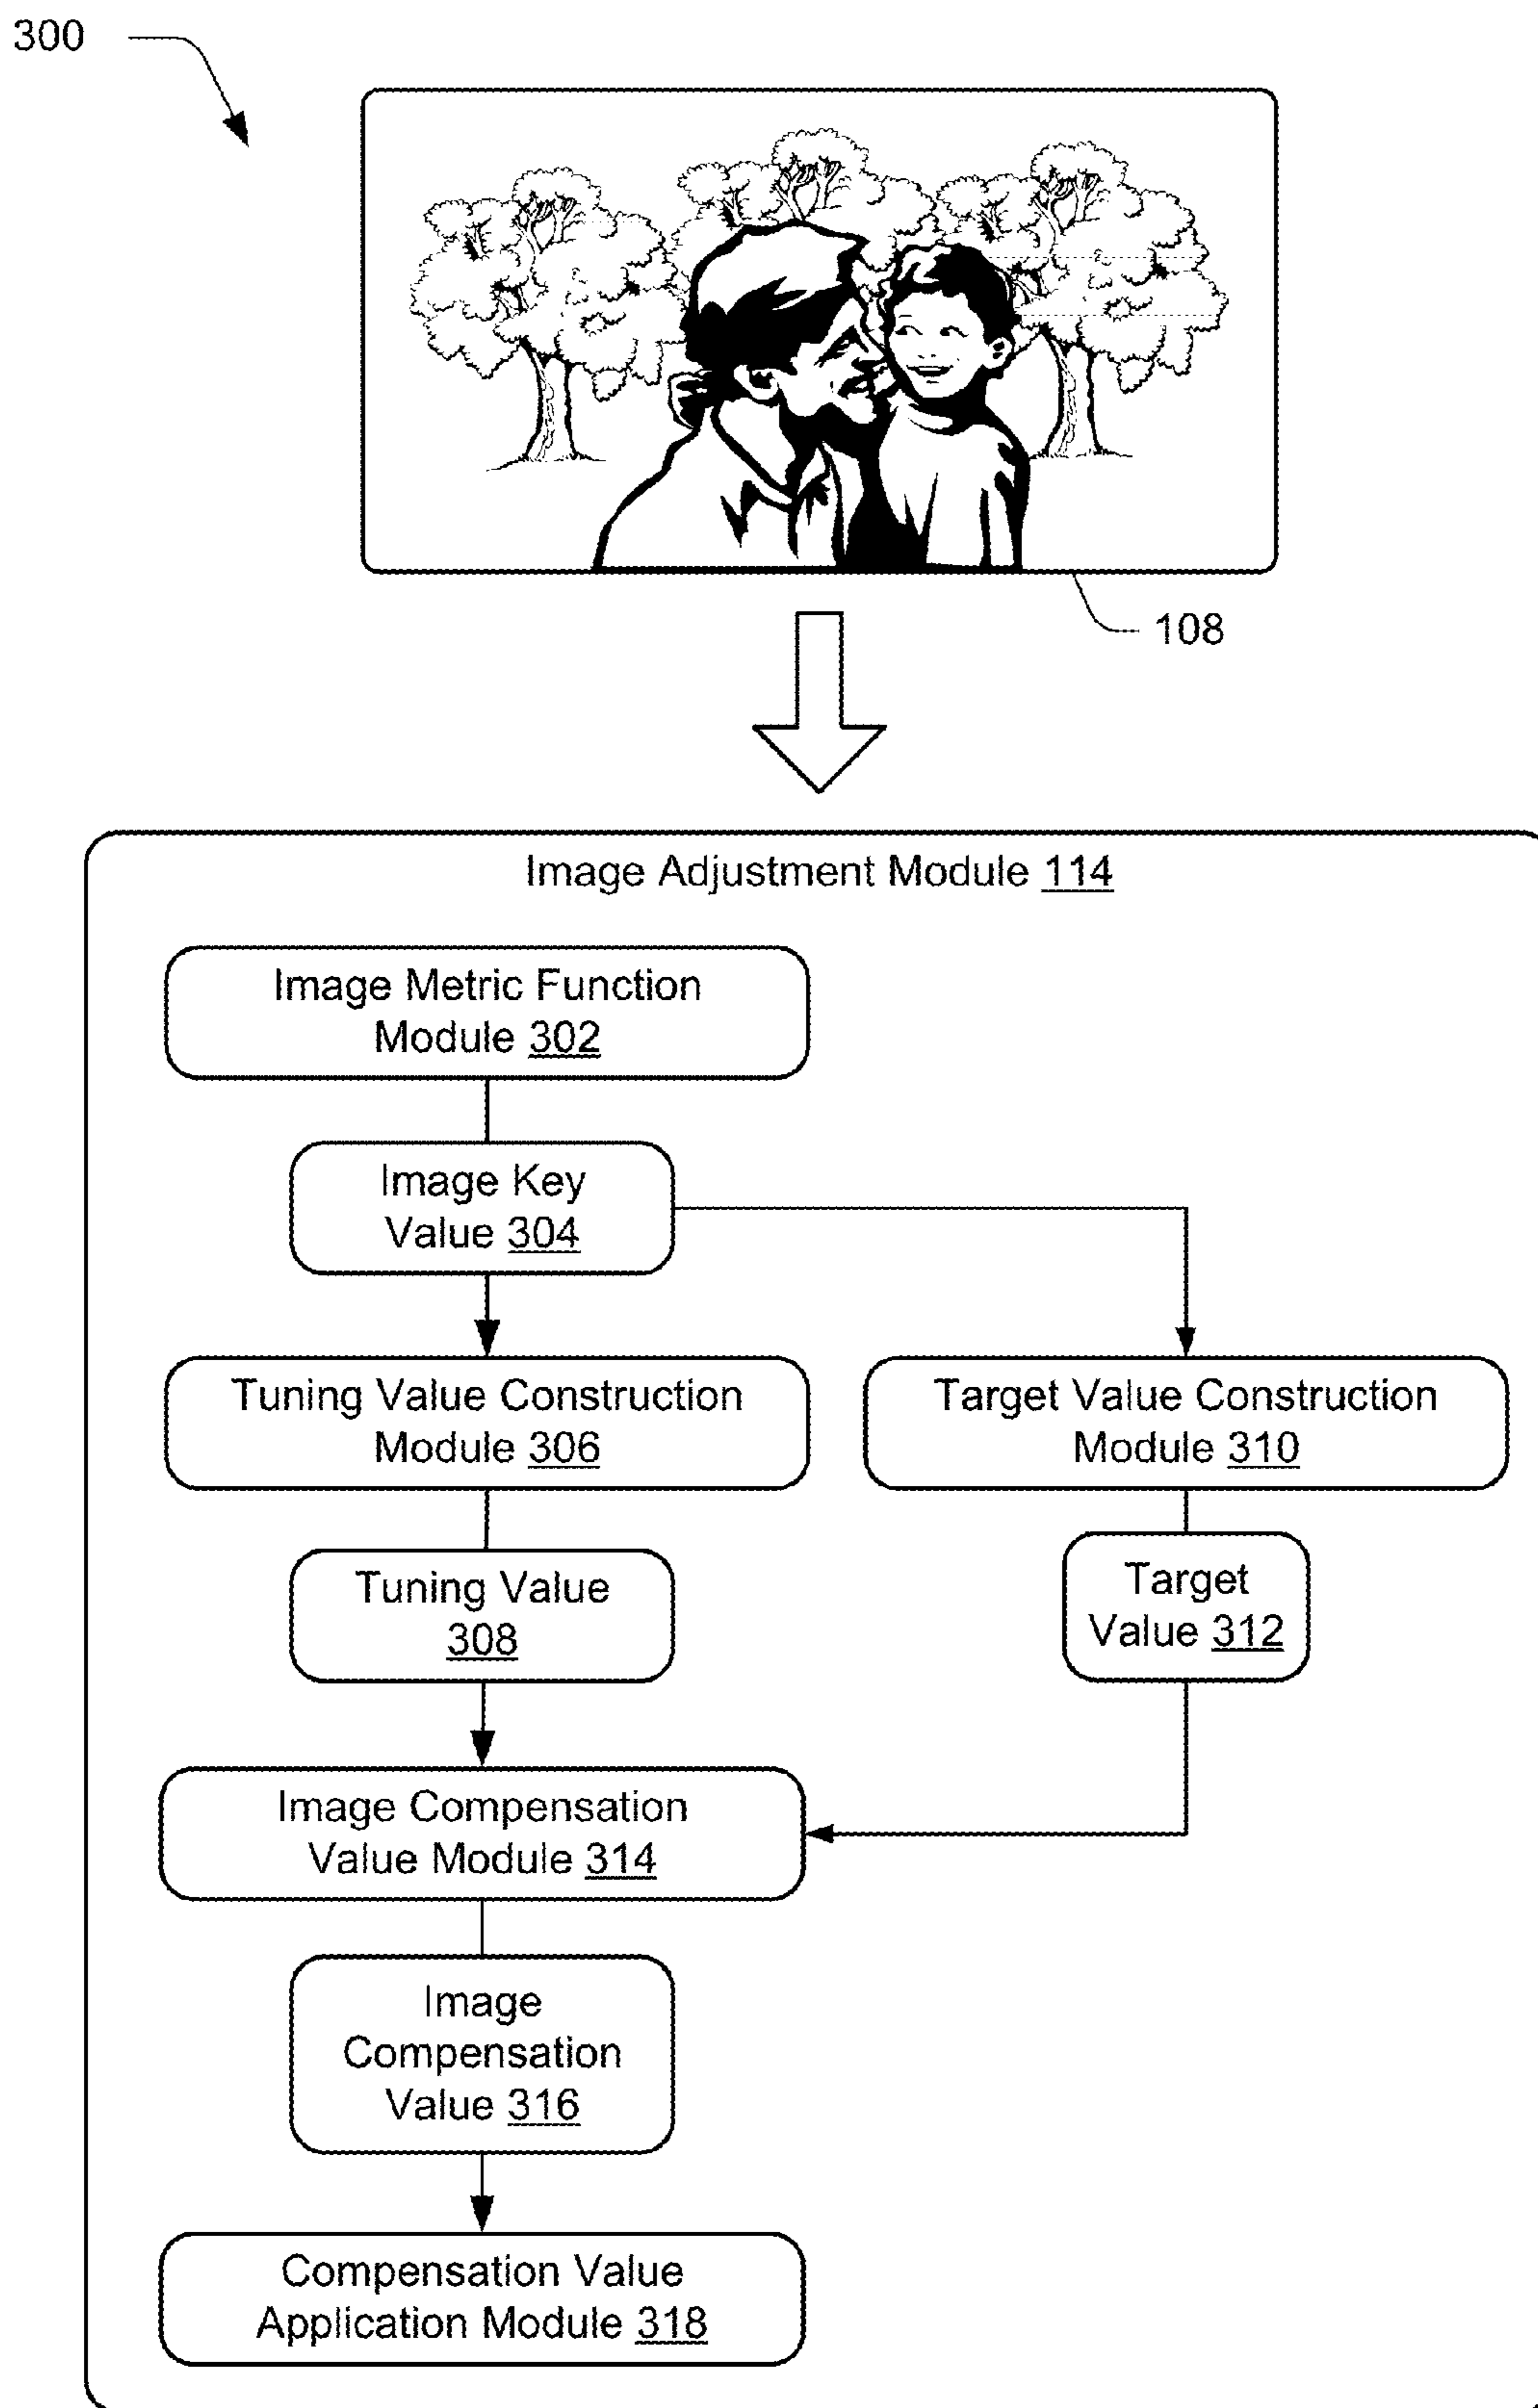 300
108
Image Adjustment Module 114
Image Metric Function
Module 302
Image Key
Value 304
Tuning Value Construction
Module 306
Target Value Construction
Module 310
Tuning Value
308
Target
Value 312
Image Compensation
Value Module 314
Image
Compensation
Value 316
Compensation Value
Application Module 318